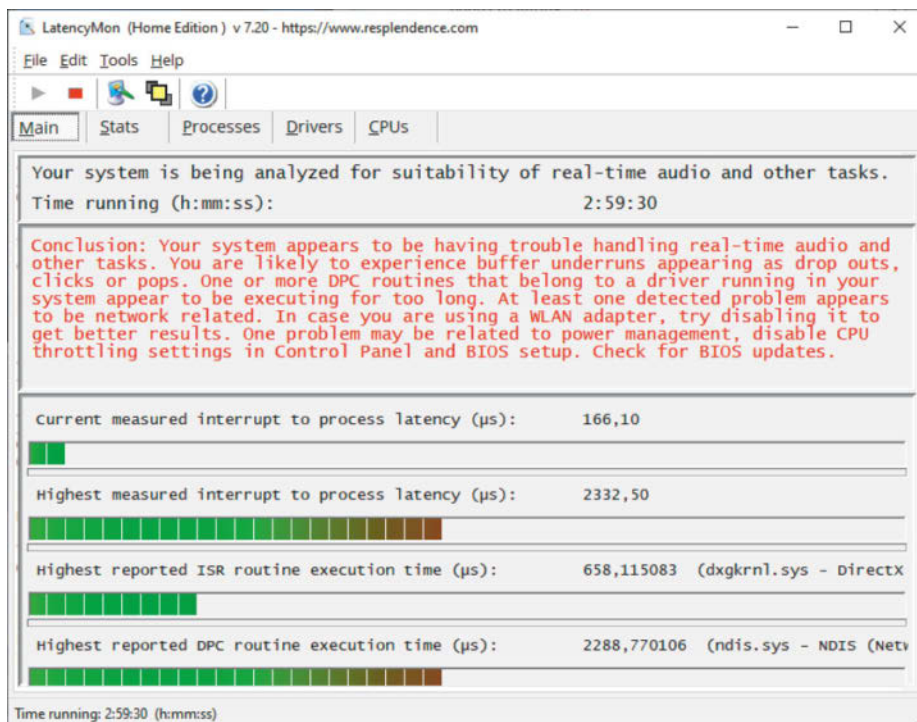 LatencyMon (Home Edition ) v 7.20 - https://www.resplendence.com
File Edit Tools Help
Main Stats Processes Drivers CPUs
Your system is being analyzed for suitability of real-time audio and other tasks.
Time running (h:mm:ss): 2:59:30
Conclusion: Your system appears to be having trouble handling real-time audio and
other tasks. You are likely to experience buffer underruns appearing as drop outs,
clicks or pops. One or more DPC routines that belong to a driver running in your
system appear to be executing for too long. At least one detected problem appears
to be network related. In case you are using a WLAN adapter, try disabling it to
get better results. One problem may be related to power management, disable CPU
throttling settings in Control Panel and BIOS setup. Check for BIOS updates.
Current measured interrupt to process latency (µs): 166,10
Highest measured interrupt to process latency (µs): 2332,50
Highest reported ISR routine execution time (µs): 658,115083 (dxgkrnl.sys - DirectX
Highest reported DPC routine execution time (µs): 2288,770106 (ndis.sys - NDIS (Netw
Time running: 2:59:30 (h:mm:ss)